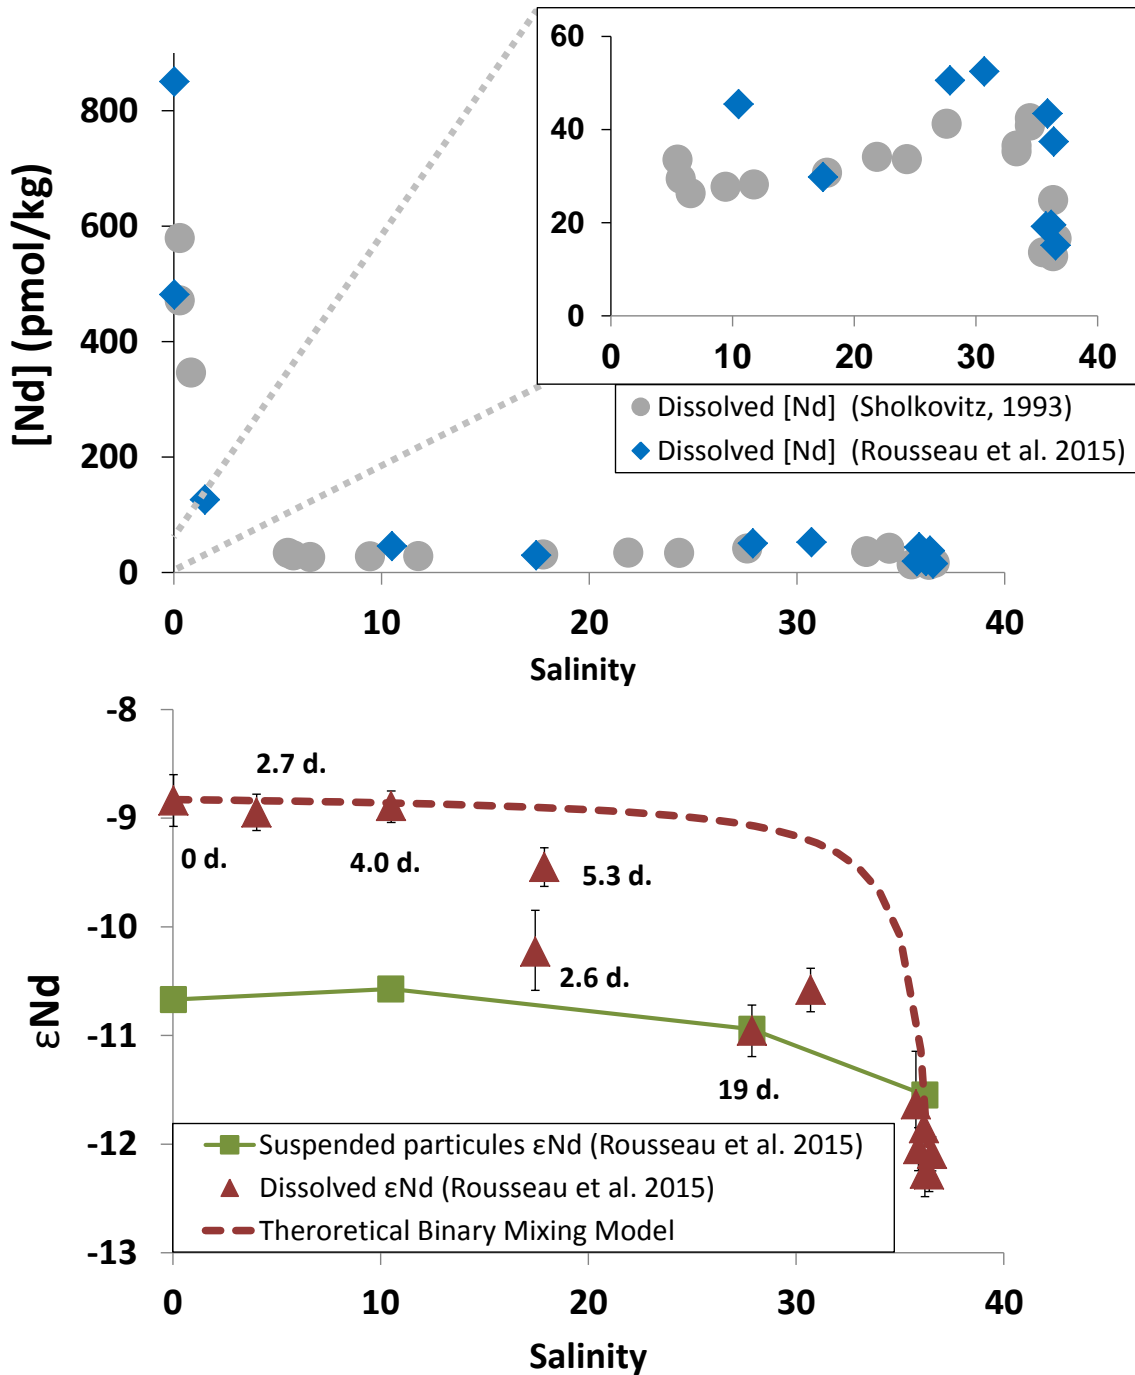 [Nd] (pmol/kg)
800
600
400
200
0
0 10 20 30 40
Salinity
60
40
20
0
0 10 20 30 40
Dissolved [Nd] (Sholkovitz, 1993)
Dissolved [Nd] (Rousseau et al. 2015)
εNd
-8
-9
-10
-11
-12
-13
2.7 d.
0 d.
4.0 d.
5.3 d.
2.6 d.
19 d.
Suspended particules εNd (Rousseau et al. 2015)
Dissolved εNd (Rousseau et al. 2015)
Theroretical Binary Mixing Model
0 10 20 30 40
Salinity